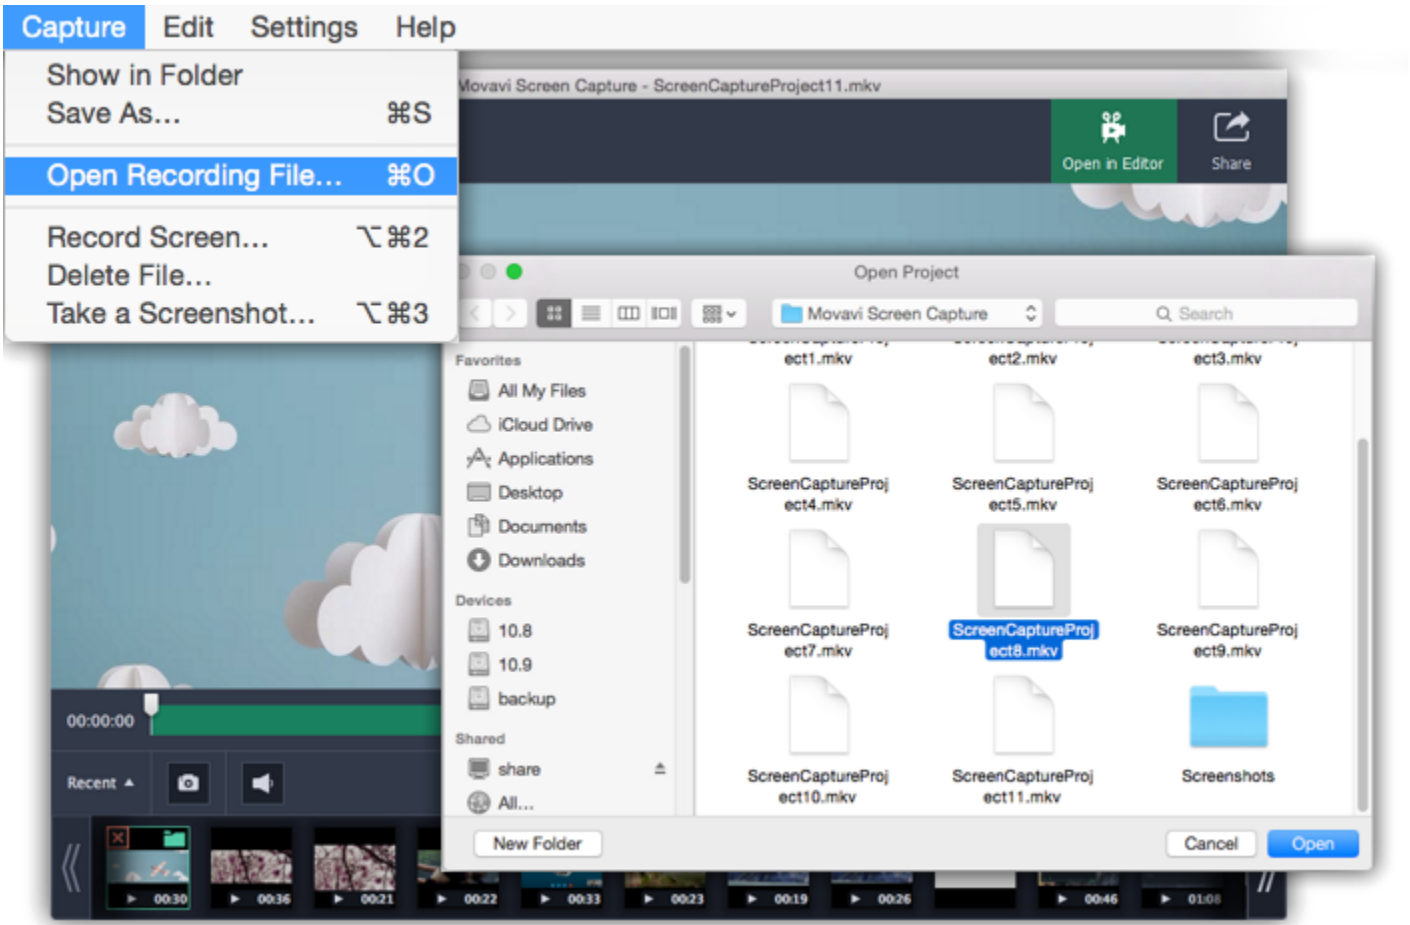 Capture Edit Settings Help
Show in Folder
Save As... ⌘S
Open Recording File... ⌘O
Record Screen... ⌥⌘2
Delete File...
Take a Screenshot... ⌥⌘3
Movavi Screen Capture - ScreenCaptureProject11.mkv
Open in Editor
Share
Open Project
Movavi Screen Capture
Search
Favorites
All My Files
iCloud Drive
Applications
Desktop
Documents
Downloads
Devices
10.8
10.9
backup
Shared
share
All...
ect1.mkv ect2.mkv ect3.mkv
ScreenCaptureProj ScreenCaptureProj ScreenCaptureProj
ect4.mkv ect5.mkv ect6.mkv
ScreenCaptureProj ScreenCaptureProj ScreenCaptureProj
ect7.mkv ect8.mkv ect9.mkv
ScreenCaptureProj ScreenCaptureProj Screenshots
ect10.mkv ect11.mkv
New Folder Cancel Open
00:00:00
Recent
00:30 00:36 00:21 00:22 00:33 00:23 00:19 00:26 00:46 01:08